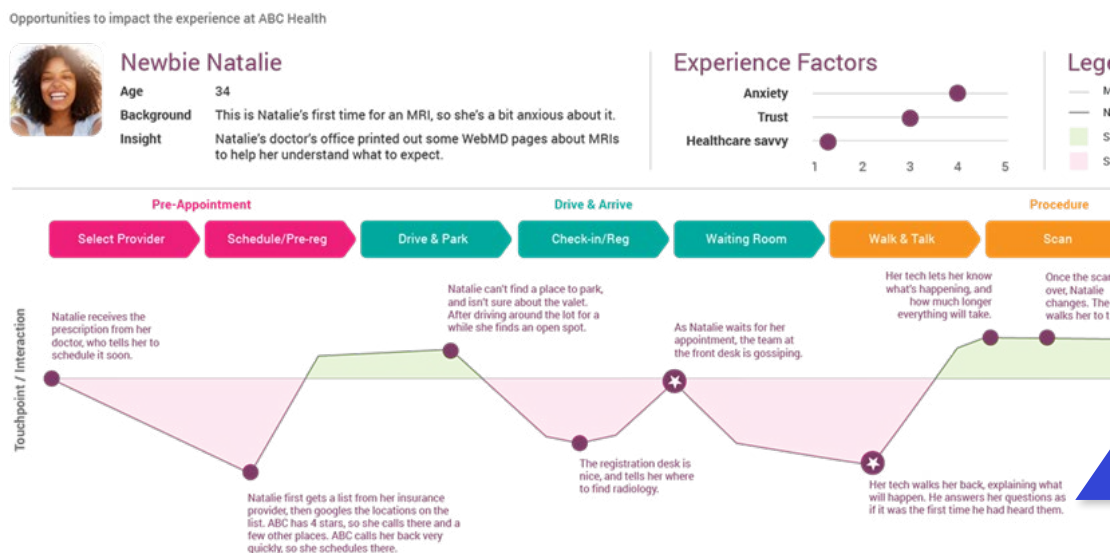 Opportunities to impact the experience at ABC Health
Newbie Natalie
Age 34
Background This is Natalie's first time for an MRI, so she's a bit anxious about it.
Insight Natalie's doctor's office printed out some WebMD pages about MRIs
to help her understand what to expect.
Experience Factors
Anxiety
Trust
Healthcare savvy
1 2 3 4 5
Pre-Appointment
Drive & Arrive
Procedure
Select Provider
Schedule/Pre-reg
Drive & Park
Check-in/Reg
Waiting Room
Walk & Talk
Scan
Touchpoint / Interaction
Natalie receives the
prescription from her
doctor, who tells her to
schedule it soon.
Natalie first gets a list from her insurance
provider, then googles the locations on the
list. ABC has 4 stars, so she calls there and a
few other places. ABC calls her back very
quickly, so she schedules there.
Natalie can't find a place to park,
and isn't sure about the valet.
After driving around the lot for a
while she finds an open spot.
The registration desk is
nice, and tells her where
to find radiology.
As Natalie waits for her
appointment, the team at
the front desk is gossiping.
Her tech walks her back, explaining what
will happen. He answers her questions as
if it was the first time he had heard them.
Her tech lets her know
what's happening, and
how much longer
everything will take.
Once the scan
over, Natalie
changes. The
walks her to